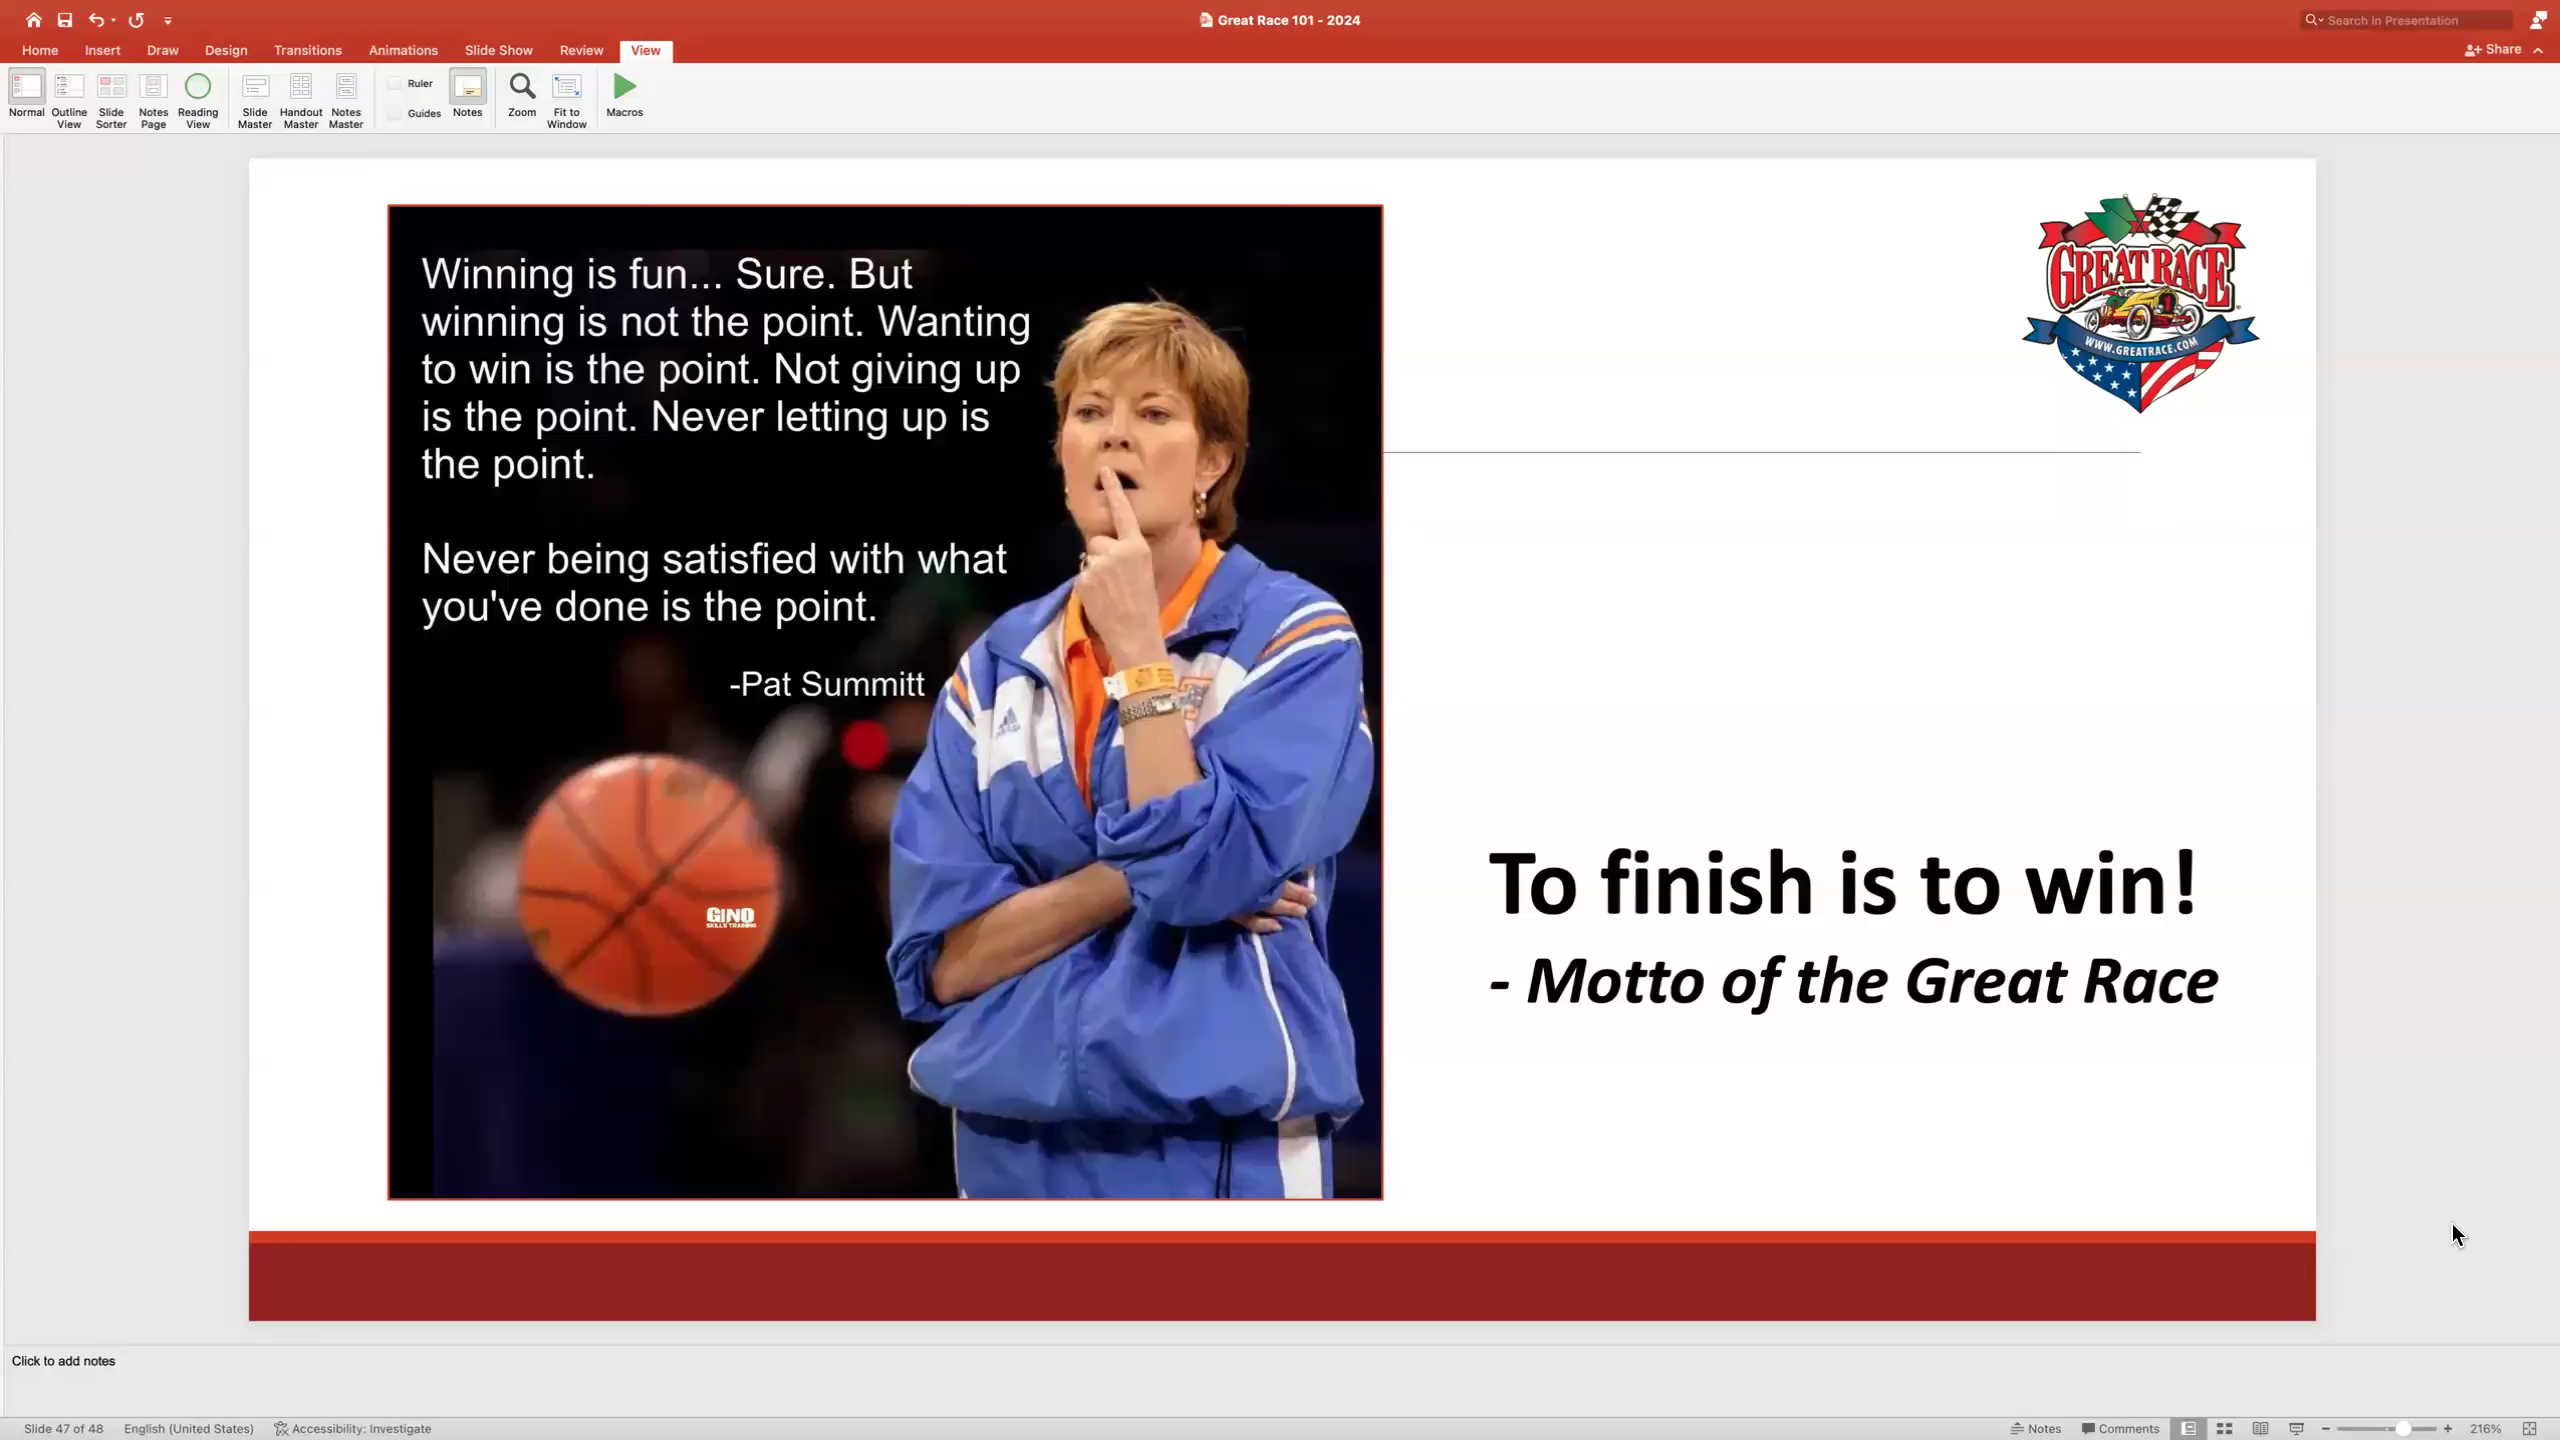 Great Race 101 - 2024
Search in Presentation
Home
Insert
Draw
Design
Transitions
Animations
Slide Show
Review
View
Share
Normal
Outline
View
Slide
Sorter
Notes
Page
Reading
View
Slide
Master
Handout
Master
Notes
Master
Ruler
Guides
Notes
Zoom
Fit to
Window
Macros
Winning is fun... Sure. But
winning is not the point. Wanting
to win is the point. Not giving up
is the point. Never letting up is
the point.
Never being satisfied with what
you've done is the point.
-Pat Summitt
GINO
SKILLS TRAINING
GREAT RACE
1
WWW.GREATRACE.COM
To finish is to win!
- Motto of the Great Race
Click to add notes
Slide 47 of 48
English (United States)
Accessibility: Investigate
Notes
Comments
216%